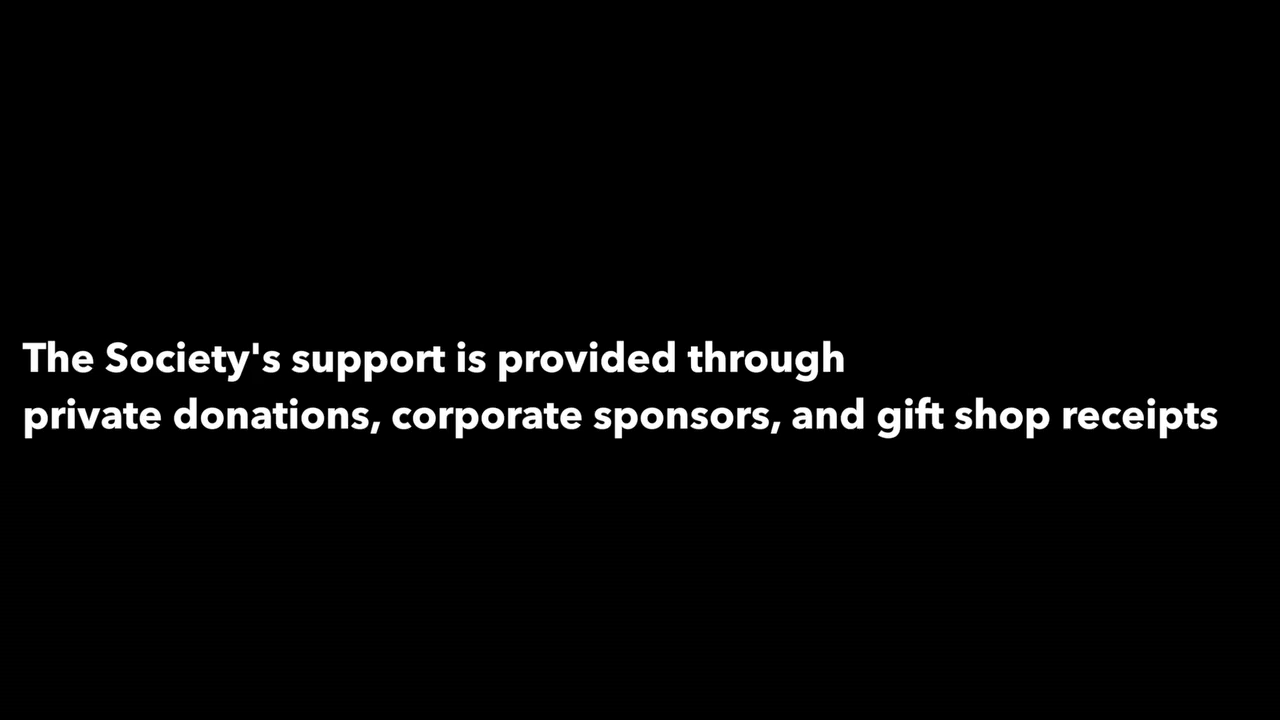 The Society's support is provided through
private donations, corporate sponsors, and gift shop receipts